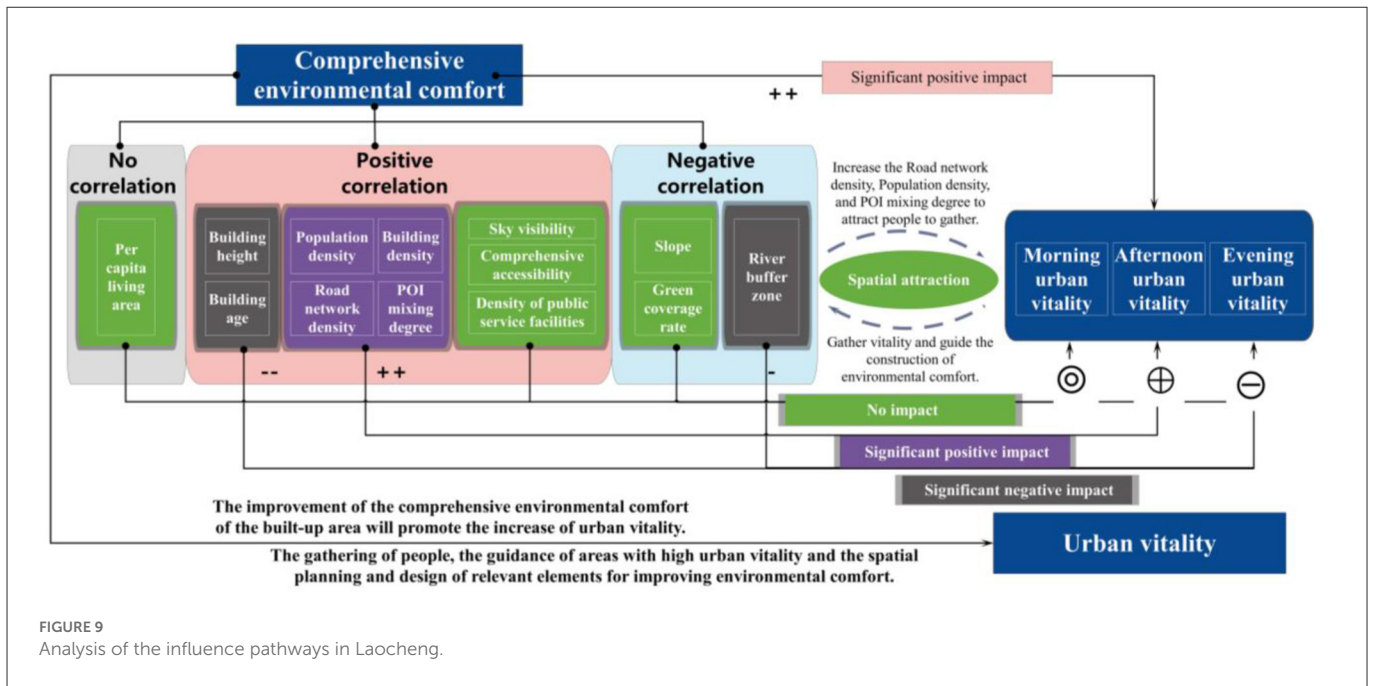 Comprehensive
environmental comfort
++
Significant positive impact
No
correlation
Positive
correlation
Negative
correlation
Per
capita
living
area
Building
height
Building
age
Population
density
Building
density
Road
network
density
POI
mixing
degree
Sky visibility
Comprehensive
accessibility
Density of public
service facilities
Slope
Green
coverage
rate
River
buffer
zone
--
++
-
Increase the Road network
density, Population density,
and POI mixing degree to
attract people to gather.
Spatial attraction
Gather vitality and guide the
construction of
environmental comfort.
Morning
urban
vitality
Afternoon
urban
vitality
Evening
urban
vitality
No impact
Significant positive impact
Significant negative impact
The improvement of the comprehensive environmental comfort
of the built-up area will promote the increase of urban vitality.
The gathering of people, the guidance of areas with high urban vitality and the spatial
planning and design of relevant elements for improving environmental comfort.
Urban vitality
FIGURE 9
Analysis of the influence pathways in Laocheng.